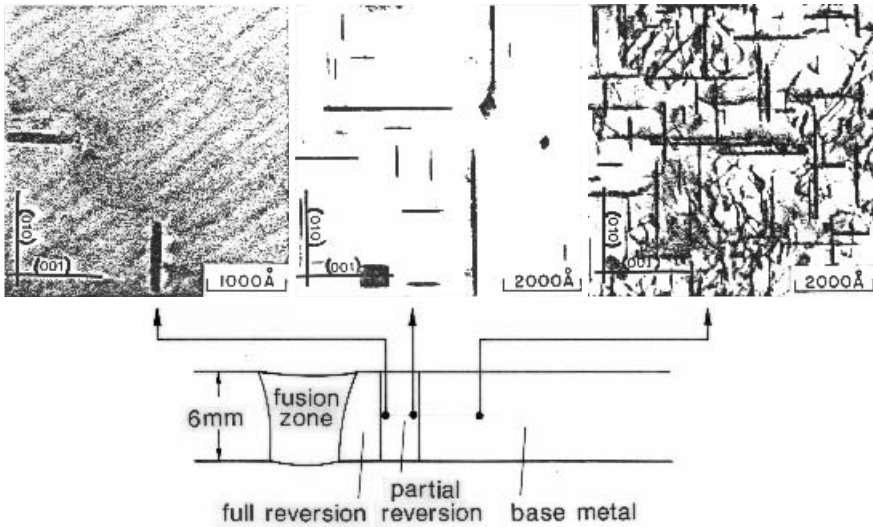 (010)
(001)
1000Å
(010)
(001)
2000Å
(010)
(001)
2000Å
fusion
zone
6mm
full reversion
partial
reversion
base metal